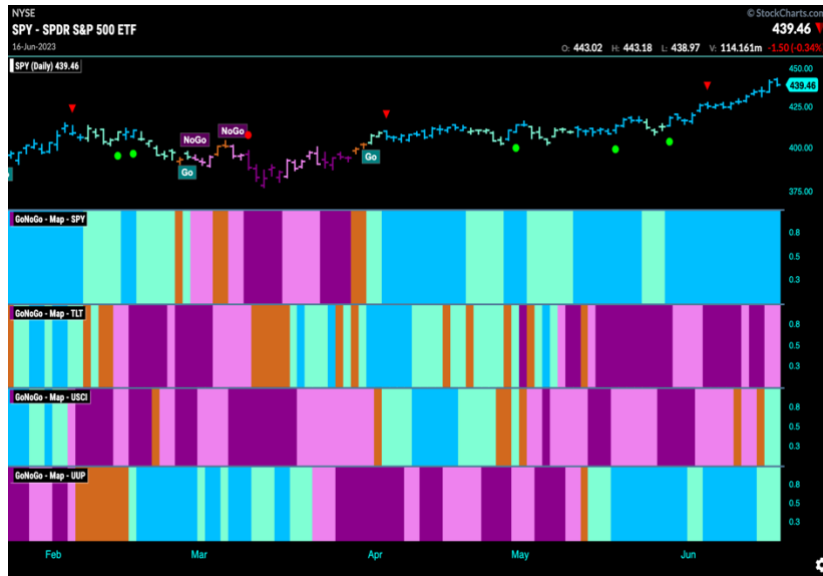 NYSE
© StockCharts.com
SPY - SPDR S&P 500 ETF
439.46
16-Jun-2023
O: 443.02 H: 443.18 L: 438.97 V: 114.161m -1.50 (-0.34%
SPY (Daily) 439.46
450.00
439.46
425.00
NoGo
NoGo
400.00
Go
Go
375.00
GoNoGo - Map - SPY
0.8
0.5
0.3
GoNoGo - Map - TLT
0.8
0.5
0.3
GoNoGo - Map - USCI
0.8
0.5
0.3
GoNoGo - Map - UUP
0.8
0.5
0.3
Feb Mar Apr May Jun